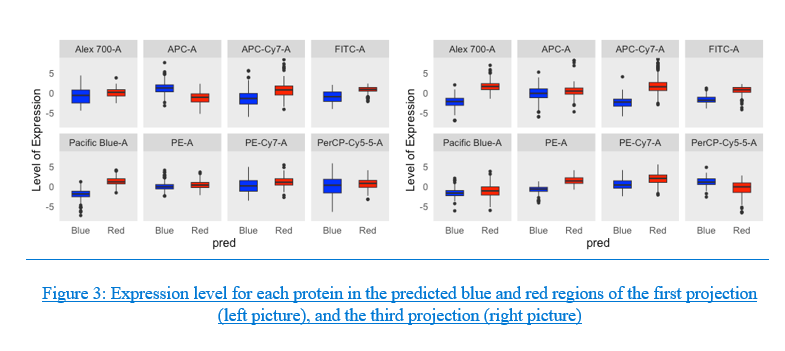 Alex 700-A APC-A APC-Cy7-A FITC-A
5
0
-5
Pacific Blue-A PE-A PE-Cy7-A PerCP-Cy5-5-A
5
0
-5
Blue Red Blue Red Blue Red Blue Red
Level of Expression
pred
Alex 700-A APC-A APC-Cy7-A FITC-A
5
0
-5
Pacific Blue-A PE-A PE-Cy7-A PerCP-Cy5-5-A
5
0
-5
Blue Red Blue Red Blue Red Blue Red
Level of Expression
pred
Figure 3: Expression level for each protein in the predicted blue and red regions of the first projection
(left picture), and the third projection (right picture)